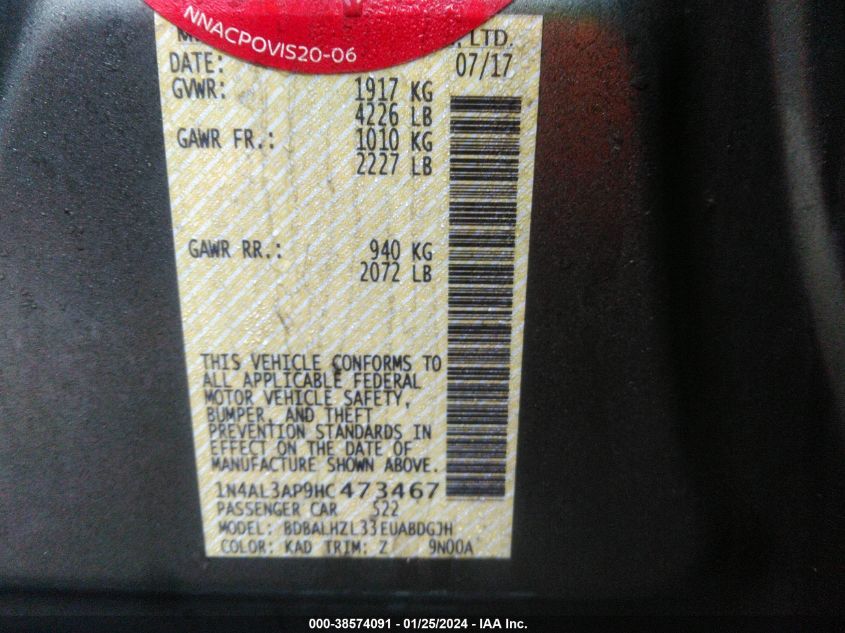 NNACPOVIS20-06
LTD.
DATE: 07/17
GVWR: 1917 KG
4226 LB
GAWR FR.: 1010 KG
2227 LB
GAWR RR.: 940 KG
2072 LB
THIS VEHICLE CONFORMS TO
ALL APPLICABLE FEDERAL
MOTOR VEHICLE SAFETY,
BUMPER, AND THEFT
PREVENTION STANDARDS IN
EFFECT ON THE DATE OF
MANUFACTURE SHOWN ABOVE.
1N4AL3AP9HC473467
PASSENGER CAR 522
MODEL: BDBALHZL33EUABDGJH
COLOR: KAD TRIM: Z 9N00A
000-38574091 - 01/25/2024 - IAA Inc.